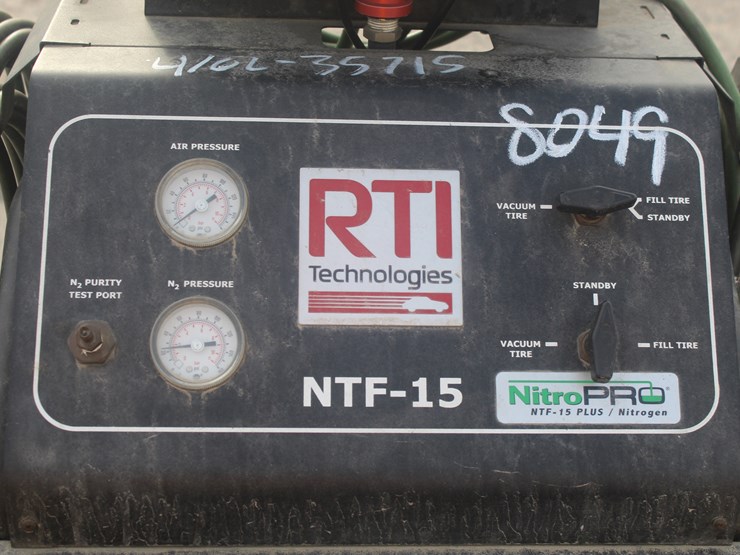 4162-35715
8049
AIR PRESSURE
RTI
Technologies
VACUUM
TIRE
FILL TIRE
STANDBY
N₂ PURITY
TEST PORT
N₂ PRESSURE
STANDBY
VACUUM
TIRE
FILL TIRE
NTF-15
NitroPRO®
NTF-15 PLUS / Nitrogen